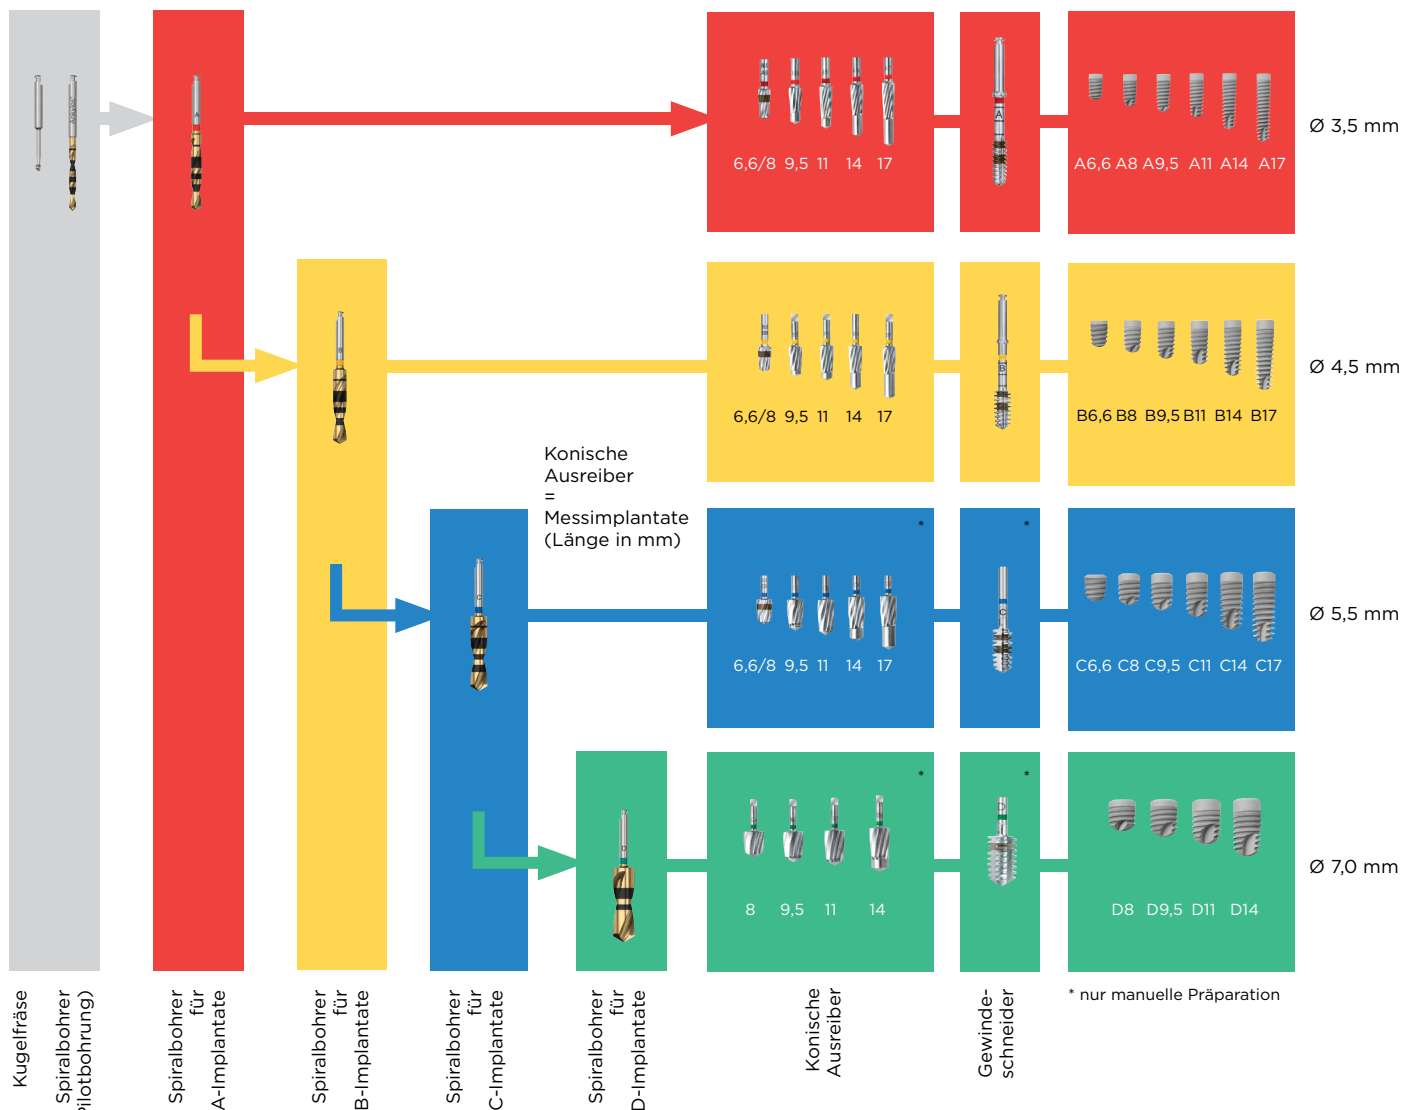 6,6/8 9,5 11 14 17
A
A
A6,6 A8 A9,5 A11 A14 A17
Ø 3,5 mm
6,6/8 9,5 11 14 17
B
B
B6,6 B8 B9,5 B11 B14 B17
Ø 4,5 mm
Konische
Ausreiber
=
Messimplantate
(Länge in mm)
*
*
6,6/8 9,5 11 14 17
C
C
C6,6 C8 C9,5 C11 C14 C17
Ø 5,5 mm
*
*
8 9,5 11 14
D
D
D8 D9,5 D11 D14
Ø 7,0 mm
Kugelfräse
Spiralbohrer
Pilotbohrung)
Spiralbohrer
für
A-Implantate
Spiralbohrer
für
B-Implantate
Spiralbohrer
für
C-Implantate
Spiralbohrer
für
D-Implantate
Konische
Ausreiber
Gewinde-
schneider
* nur manuelle Präparation